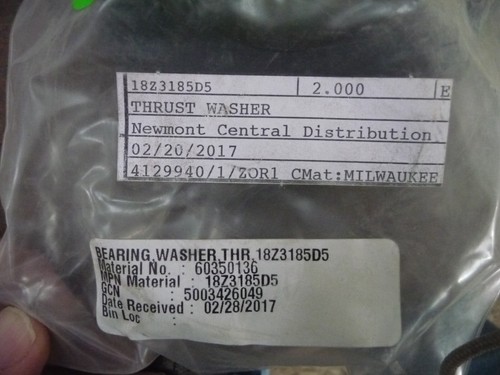 18Z3185D5 2.000 E
THRUST WASHER
Newmont Central Distribution
02/20/2017
4129940/1/ZOR1 CMat:MILWAUKEE
BEARING,WASHER,THR,18Z3185D5
Material No. : 60350136
MPN Material : 18Z3185D5
GCN : 5003426049
Date Received : 02/28/2017
Bin Loc :